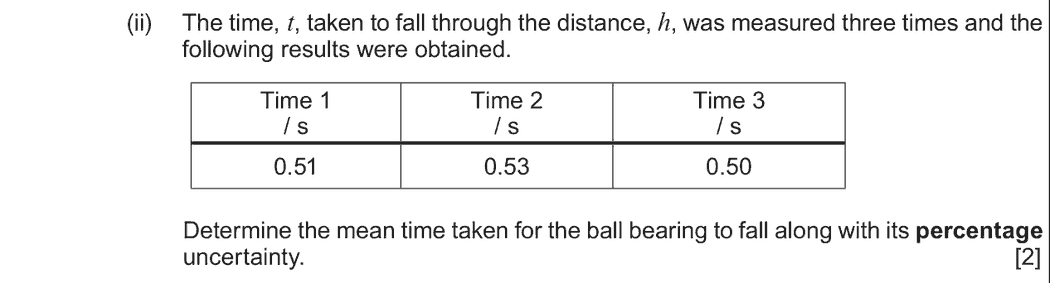 (ii) The time, t, taken to fall through the distance, h, was measured three times and the
following results were obtained.
Time 1 Time 2 Time 3
/ s / s / s
0.51 0.53 0.50
Determine the mean time taken for the ball bearing to fall along with its percentage
uncertainty. [2]